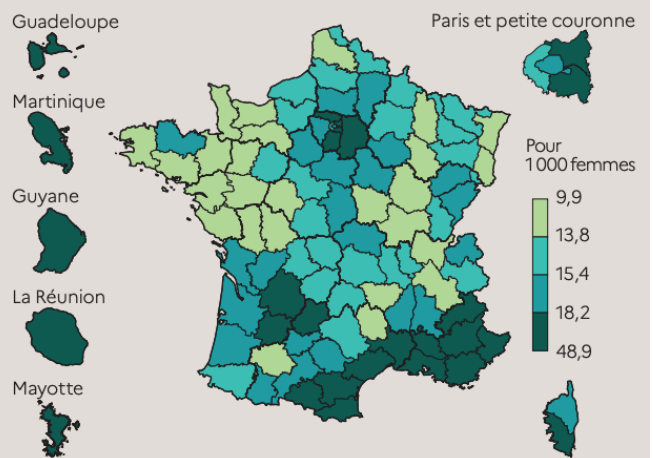 Guadeloupe
Martinique
Guyane
La Réunion
Mayotte
Paris et petite couronne
Pour
1 000 femmes
9,9
13,8
15,4
18,2
48,9